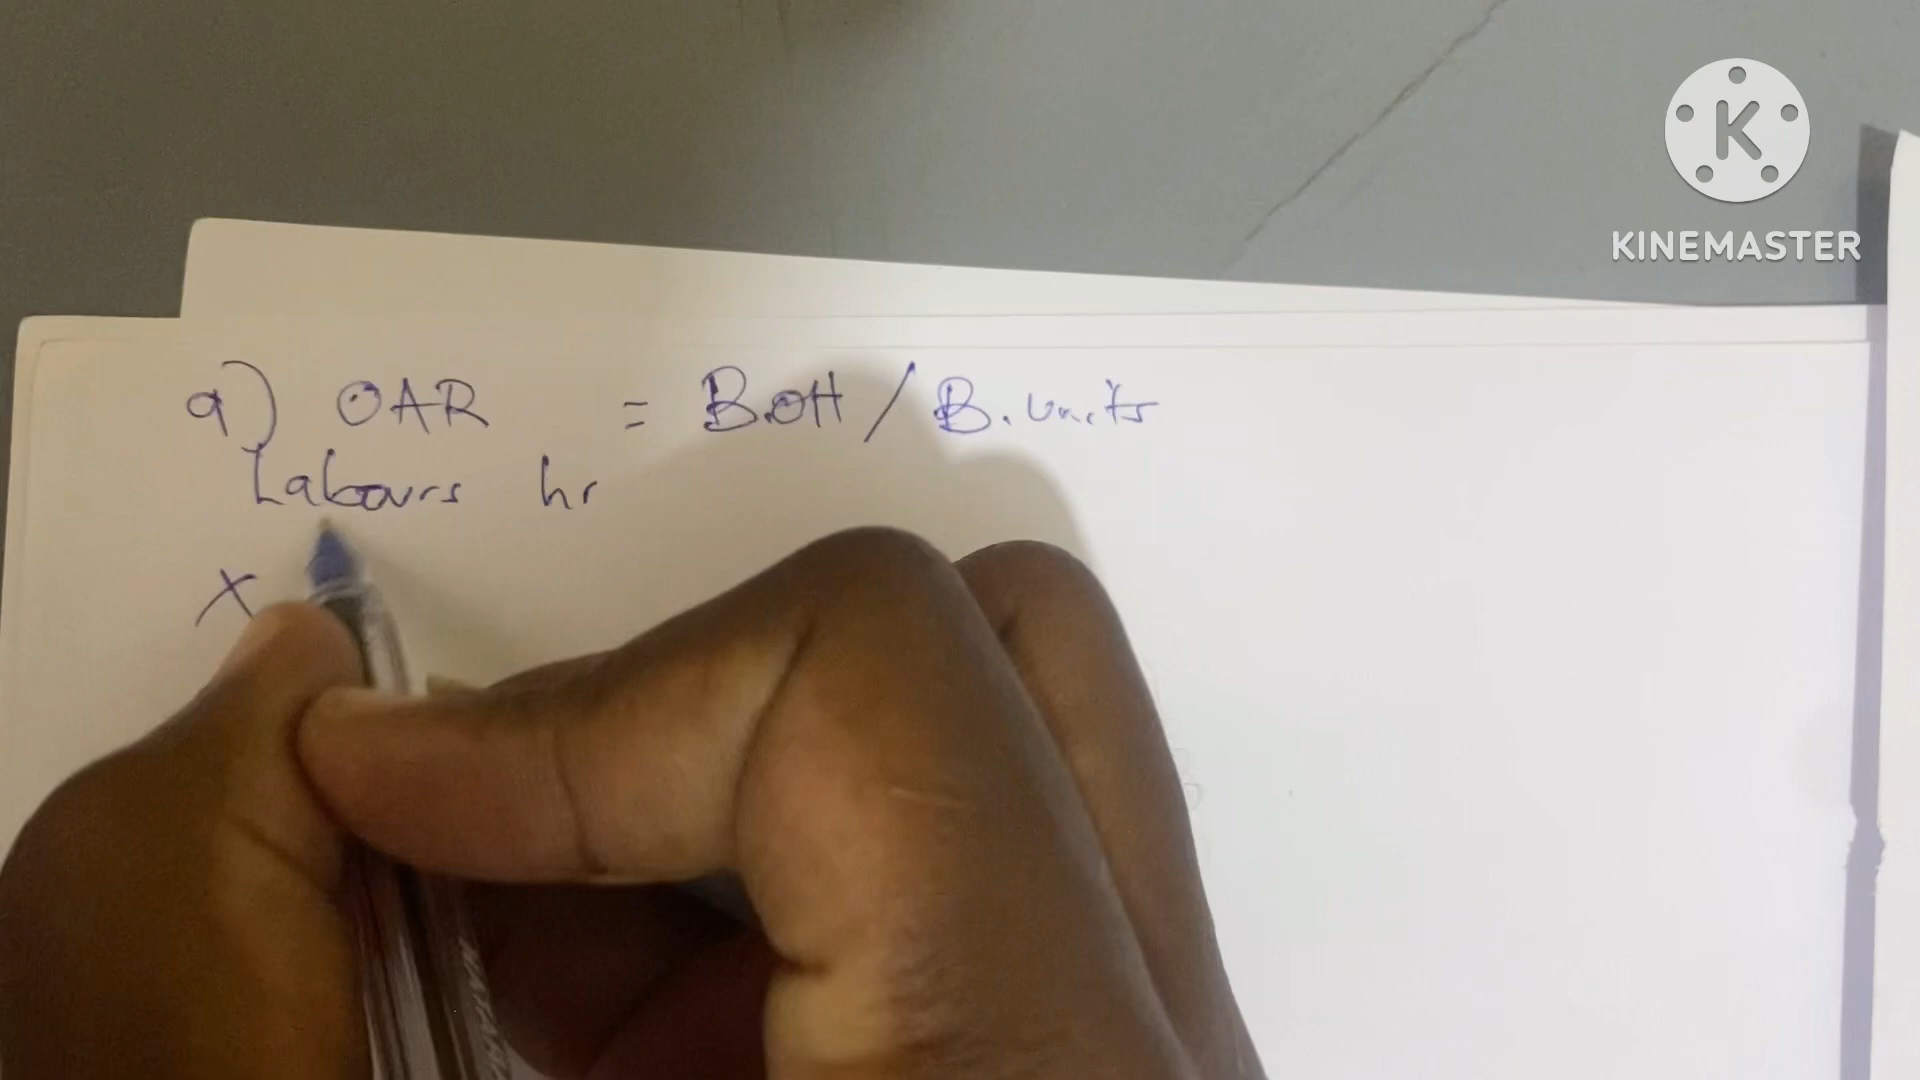 KINEMASTER
a) OAR = B.OH / B. Units
Labours hr
X